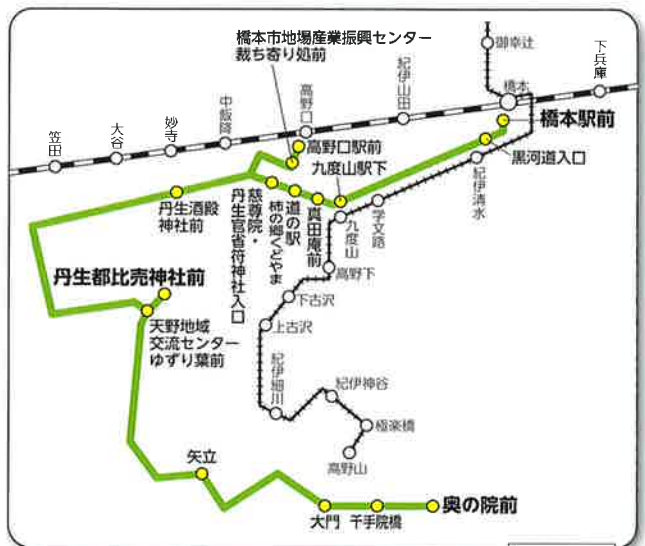 橋本市地場産業振興センター
裁ち寄り処前
御幸辻
下兵庫
橋本
紀伊山田
高野口
中飯降
妙寺
大谷
笠田
橋本駅前
高野口駅前
九度山駅下
黒河道入口
紀伊清水
学文路
九度山
真田庵前
道の駅
柿の郷くどやま
慈尊院・
丹生官省符神社入口
丹生酒殿
神社前
高野下
下古沢
上古沢
丹生都比売神社前
天野地域
交流センター
ゆずり葉前
紀伊細川
紀伊神谷
極楽橋
高野山
矢立
大門
千手院橋
奥の院前